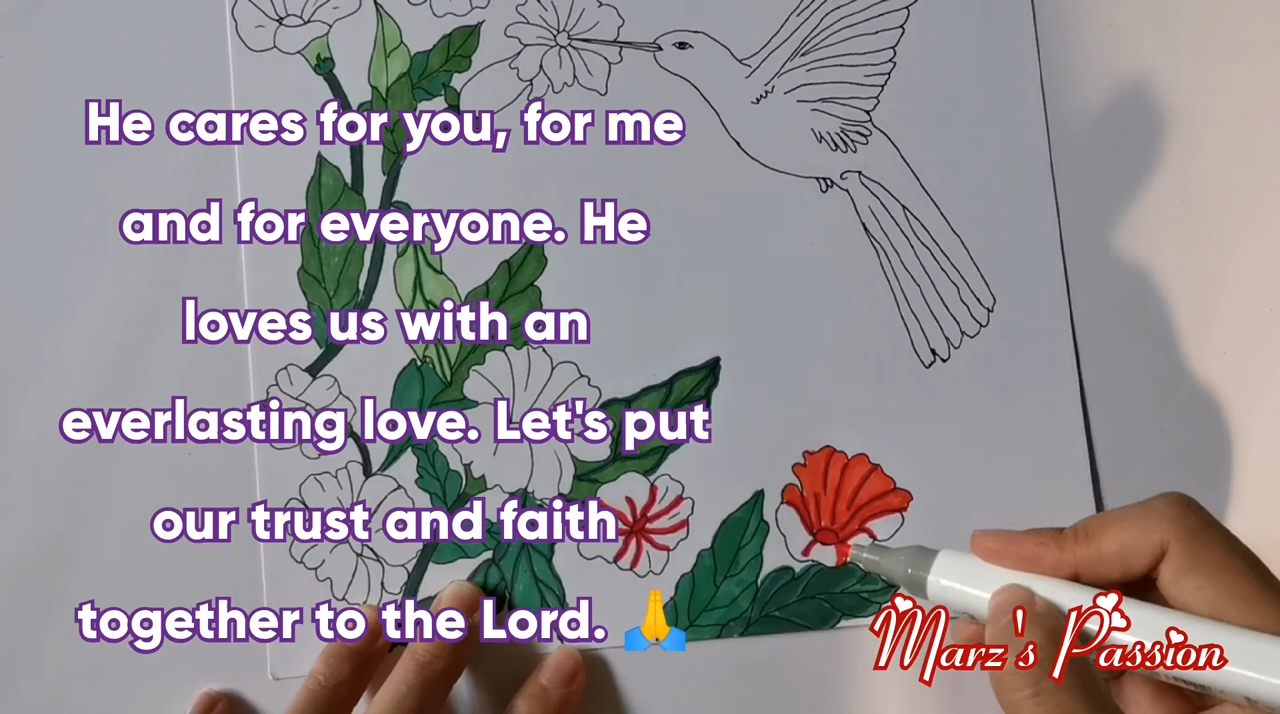 He cares for you, for me
and for everyone. He
loves us with an
everlasting love. Let's put
our trust and faith
together to the Lord. 🙏
Marz's Passion